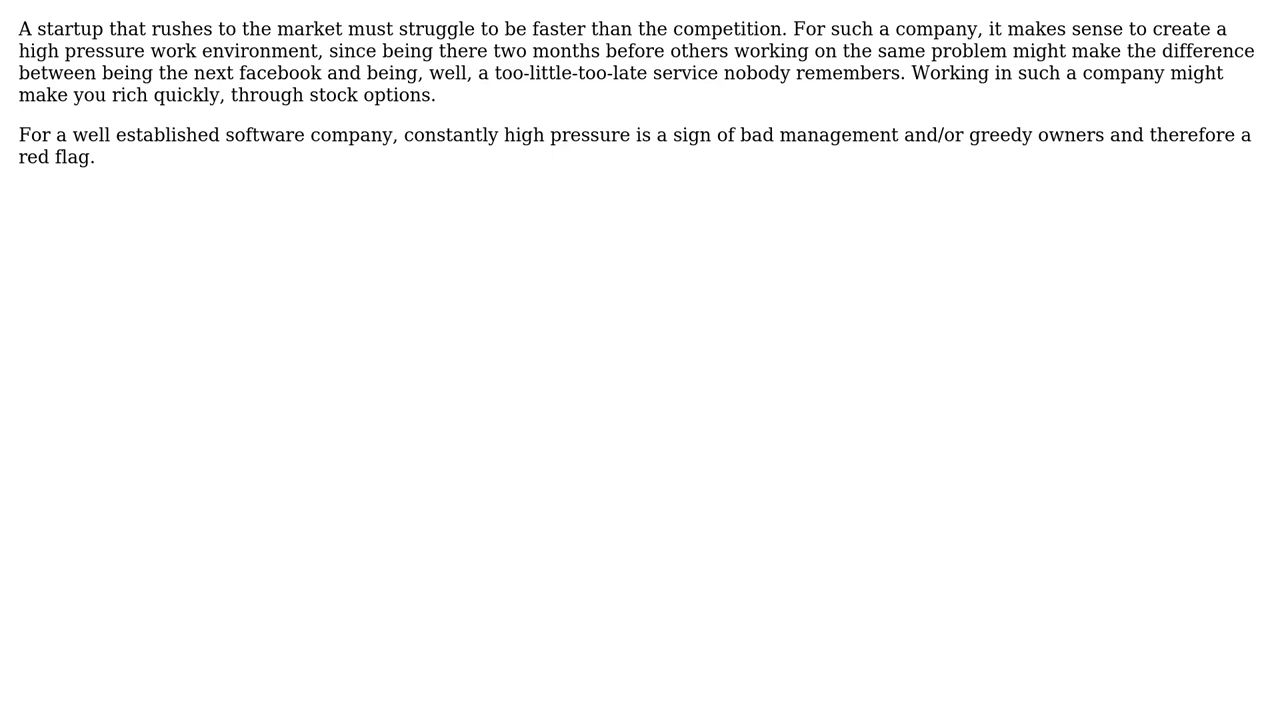 A startup that rushes to the market must struggle to be faster than the competition. For such a company, it makes sense to create a
high pressure work environment, since being there two months before others working on the same problem might make the difference
between being the next facebook and being, well, a too-little-too-late service nobody remembers. Working in such a company might
make you rich quickly, through stock options.
For a well established software company, constantly high pressure is a sign of bad management and/or greedy owners and therefore a
red flag.